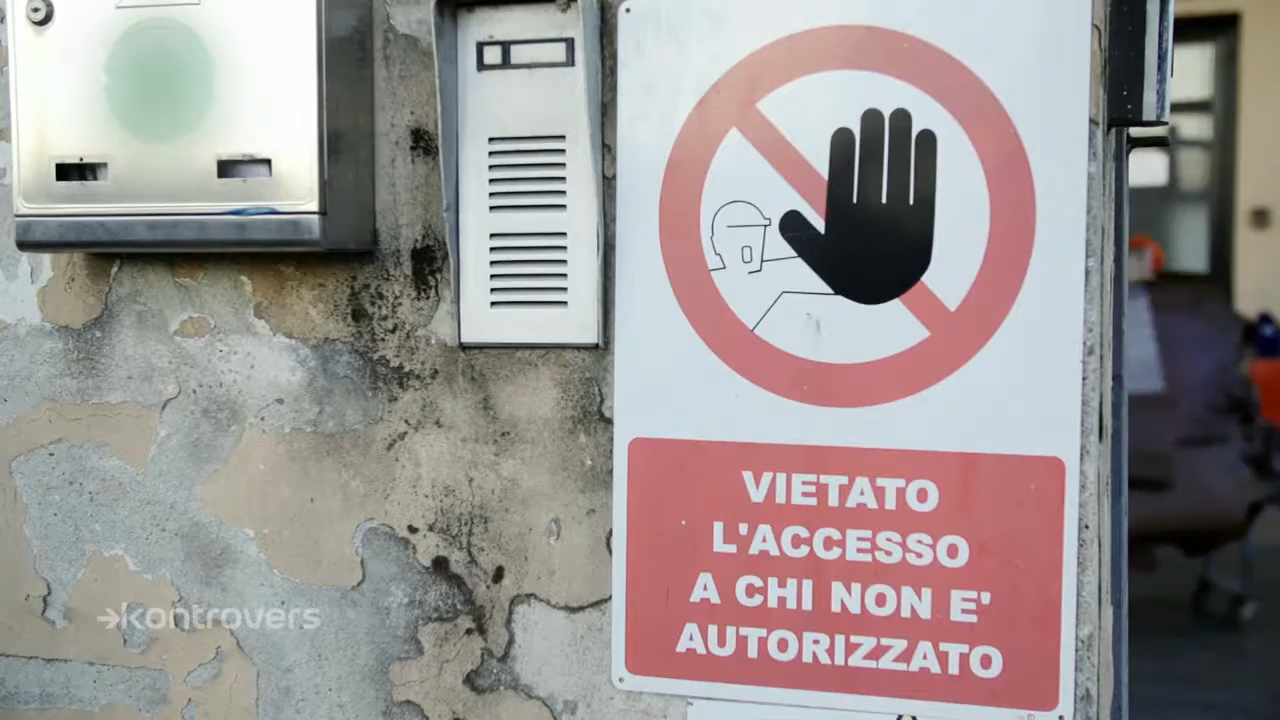 VIETATO
L'ACCESSO
A CHI NON E'
AUTORIZZATO
kontrovers